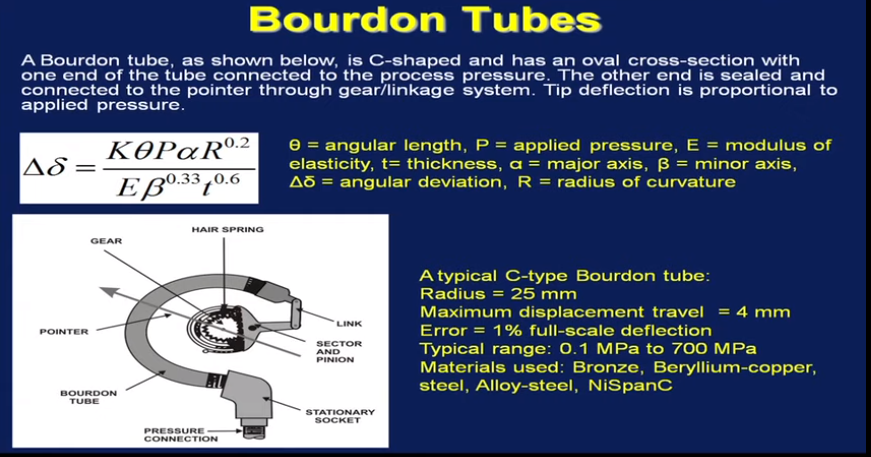 Bourdon Tubes
A Bourdon tube, as shown below, is C-shaped and has an oval cross-section with
one end of the tube connected to the process pressure. The other end is sealed and
connected to the pointer through gear/linkage system. Tip deflection is proportional to
applied pressure.
Δδ = KθPαR^0.2 / Eβ^0.33 t^0.6
θ = angular length, P = applied pressure, E = modulus of
elasticity, t= thickness, α = major axis, β = minor axis,
Δδ = angular deviation, R = radius of curvature
HAIR SPRING
GEAR
LINK
POINTER
SECTOR
AND
PINION
BOURDON
TUBE
STATIONARY
SOCKET
PRESSURE
CONNECTION
A typical C-type Bourdon tube:
Radius = 25 mm
Maximum displacement travel = 4 mm
Error = 1% full-scale deflection
Typical range: 0.1 MPa to 700 MPa
Materials used: Bronze, Beryllium-copper,
steel, Alloy-steel, NiSpanC